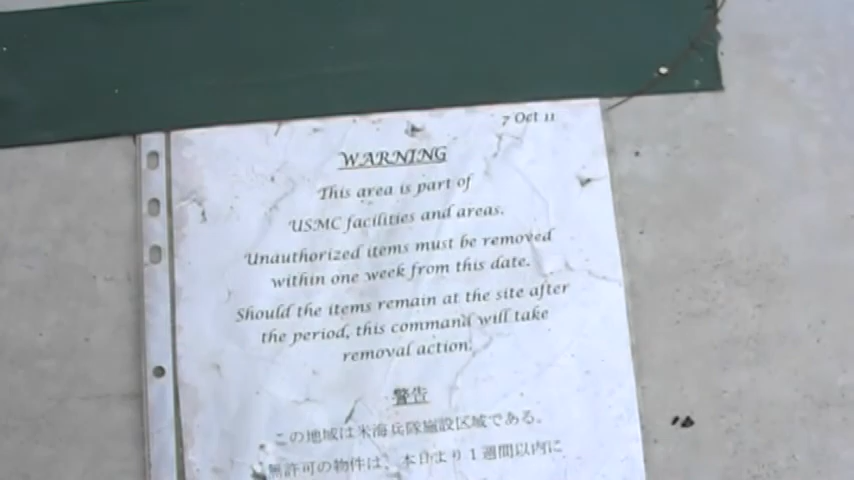 7 Oct 11
WARNING
This area is part of
USMC facilities and areas.
Unauthorized items must be removed
within one week from this date.
Should the items remain at the site after
the period, this command will take
removal action.
警告
この地域は米海兵隊施設区域である。
無許可の物件は、本日より1週間以内に